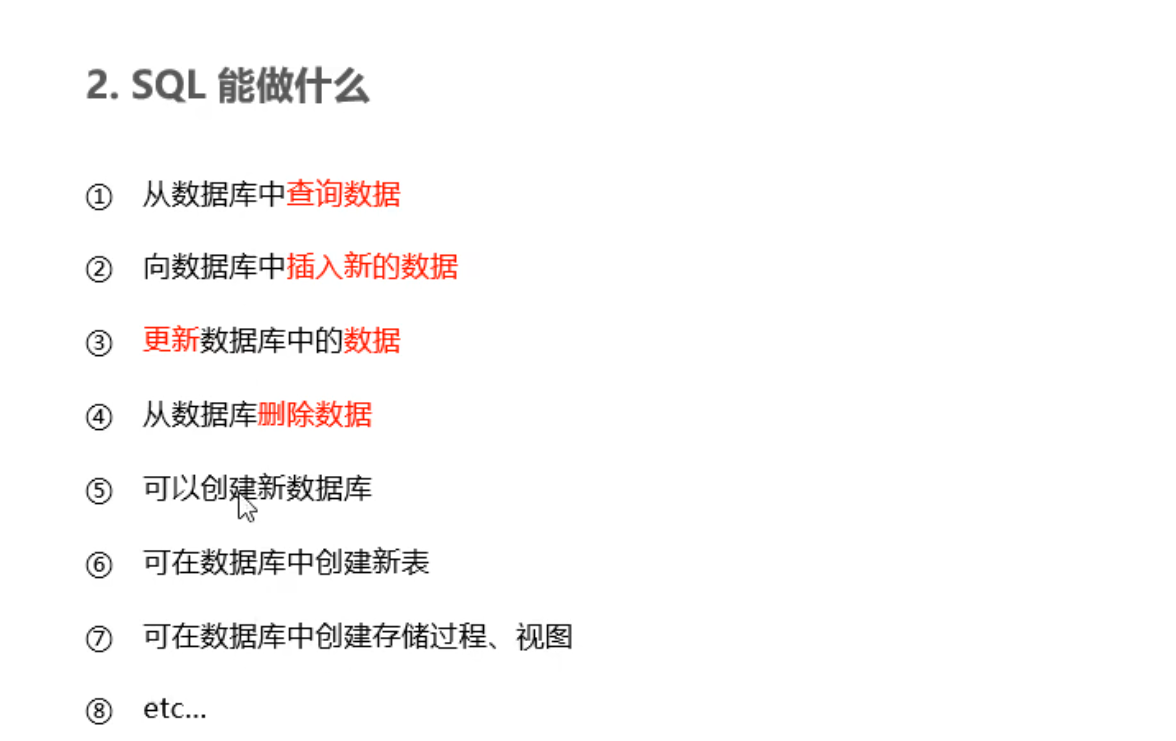 2. SQL 能做什么
① 从数据库中查询数据
② 向数据库中插入新的数据
③ 更新数据库中的数据
④ 从数据库删除数据
⑤ 可以创建新数据库
⑥ 可在数据库中创建新表
⑦ 可在数据库中创建存储过程、视图
⑧ etc...